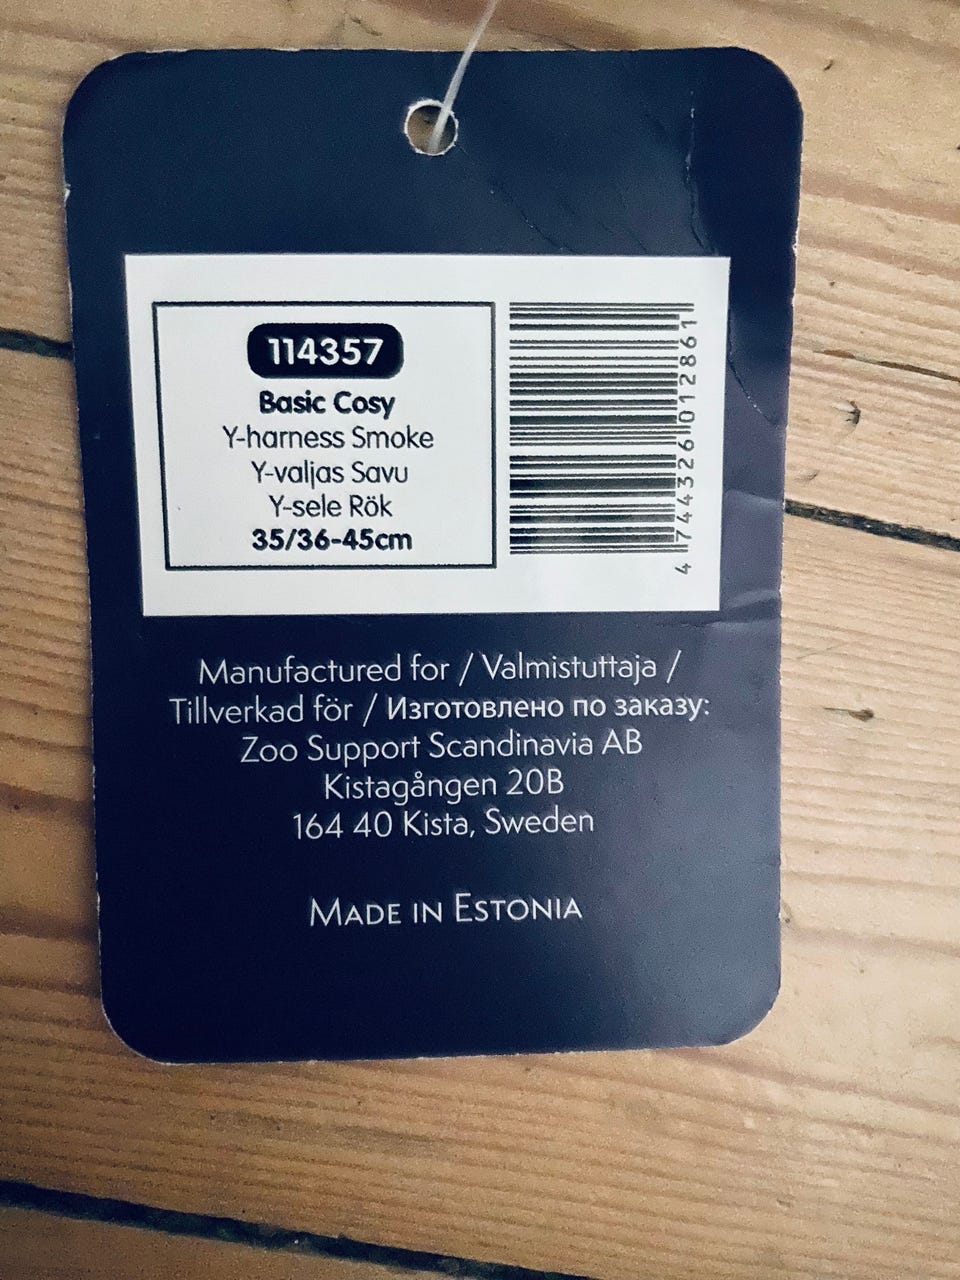 114357
Basic Cosy
Y-harness Smoke
Y-valjas Savu
Y-sele Rök
35/36-45cm
4 744326 012861
Manufactured for / Valmistuttaja /
Tillverkad för / Изготовлено по заказу:
Zoo Support Scandinavia AB
Kistagången 20B
164 40 Kista, Sweden
MADE IN ESTONIA